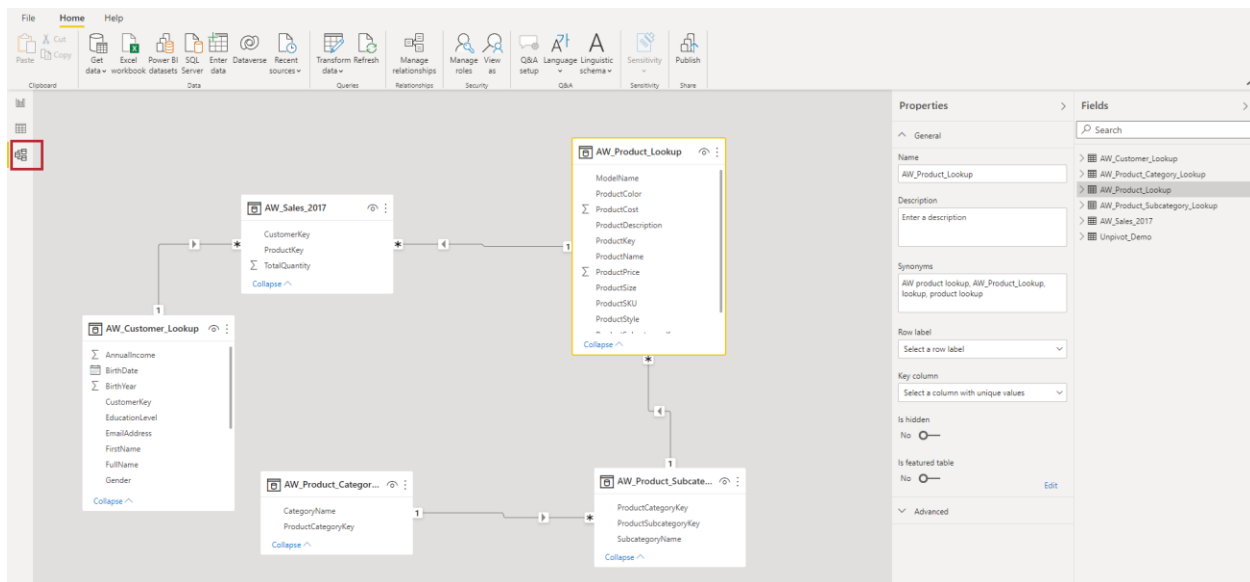 File Home Help
Paste
Cut
Copy
Get data
Excel workbook
Power BI datasets
SQL Server
Enter data
Dataverse
Recent sources
Transform data
Refresh
Manage relationships
Manage roles
View as
Q&A setup
Language
Linguistic schema
Sensitivity
Publish
Clipboard Data Queries Relationships Security Q&A Sensitivity Share
AW_Product_Lookup
ModelName
ProductColor
∑ ProductCost
ProductDescription
ProductKey
ProductName
∑ ProductPrice
ProductSize
ProductSKU
ProductStyle
Collapse
AW_Sales_2017
CustomerKey
ProductKey
∑ TotalQuantity
Collapse
* * 1
1
AW_Customer_Lookup
∑ AnnualIncome
BirthDate
∑ BirthYear
CustomerKey
EducationLevel
EmailAddress
FirstName
FullName
Gender
Collapse
*
1
AW_Product_Categor...
CategoryName
ProductCategoryKey
Collapse
1 *
AW_Product_Subcate...
ProductCategoryKey
ProductSubcategoryKey
SubcategoryName
Collapse
Properties
General
Name
AW_Product_Lookup
Description
Enter a description
Synonyms
AW product lookup, AW_Product_Lookup,
lookup, product lookup
Row label
Select a row label
Key column
Select a column with unique values
Is hidden
No
Is featured table
No
Edit
Advanced
Fields
Search
AW_Customer_Lookup
AW_Product_Category_Lookup
AW_Product_Lookup
AW_Product_Subcategory_Lookup
AW_Sales_2017
Unpivot_Demo